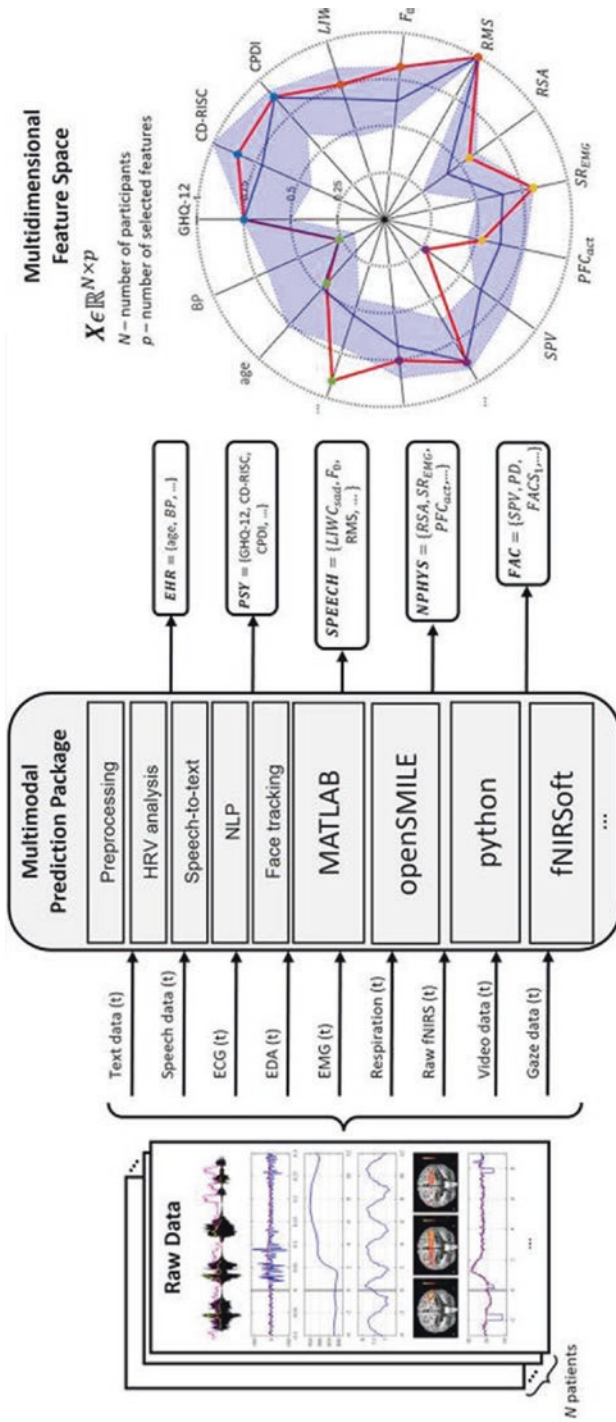 Raw Data
...
...
N patients
Text data (t)
Speech data (t)
ECG (t)
EDA (t)
EMG (t)
Respiration (t)
Raw fNIRS (t)
Video data (t)
Gaze data (t)
Multimodal
Prediction Package
Preprocessing
HRV analysis
Speech-to-text
NLP
Face tracking
MATLAB
openSMILE
python
fNIRSoft
...
EHR = {age, BP, ...}
PSY = {GHQ-12, CD-RISC,
CPDI, ...}
SPEECH = {LIWC_sad, F_0,
RMS, ... }
NPHYS = {RSA, SR_EMG,
PFC_act,...}
FAC = {SPV, PD,
FACS_1,...}
Multidimensional
Feature Space
X ∈ ℝ^{N×p}
N – number of participants
p – number of selected features
GHQ-12
CD-RISC
CPDI
LIW
F_0
RMS
RSA
SR_EMG
PFC_act
SPV
...
...
age
BP
0.75
0.5
0.25